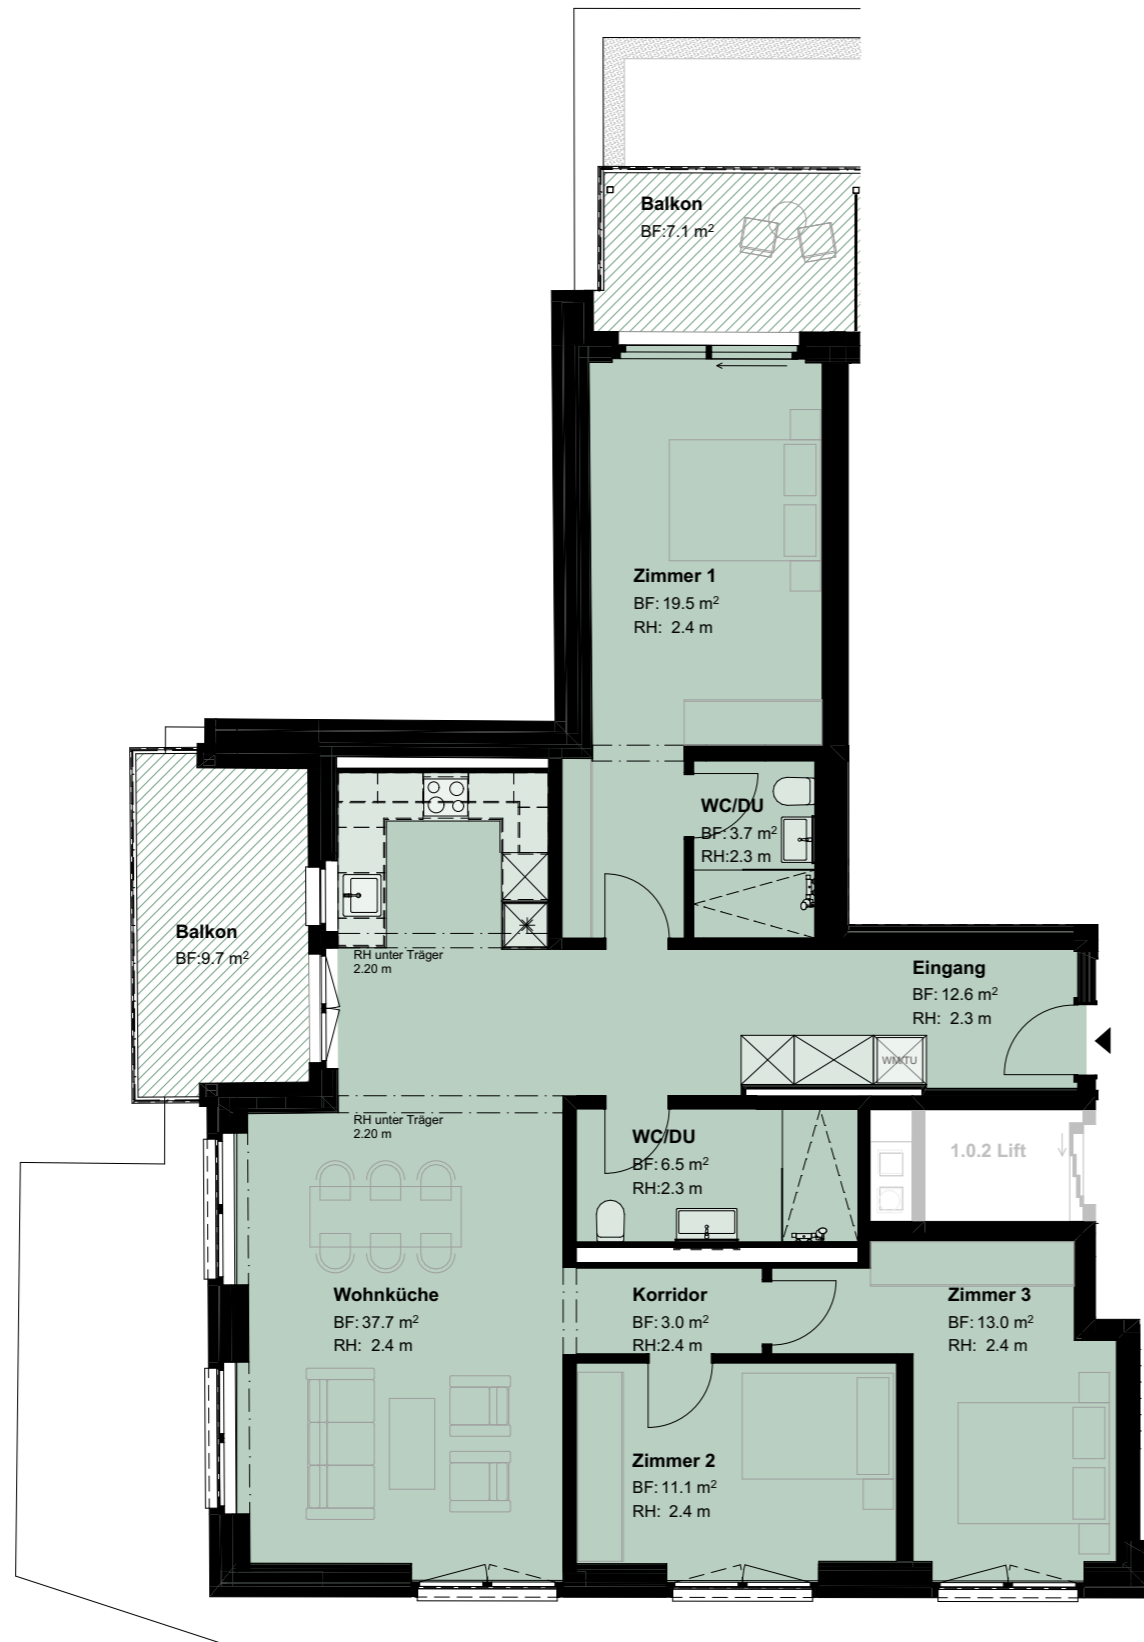 Balkon
BF:7.1 m²
Zimmer 1
BF: 19.5 m²
RH: 2.4 m
WC/DU
BF: 3.7 m²
RH:2.3 m
Balkon
BF:9.7 m²
RH unter Träger
2.20 m
Eingang
BF: 12.6 m²
RH: 2.3 m
WM/TU
RH unter Träger
2.20 m
WC/DU
BF: 6.5 m²
RH:2.3 m
1.0.2 Lift
Wohnküche
BF: 37.7 m²
RH: 2.4 m
Korridor
BF: 3.0 m²
RH:2.4 m
Zimmer 3
BF: 13.0 m²
RH: 2.4 m
Zimmer 2
BF: 11.1 m²
RH: 2.4 m